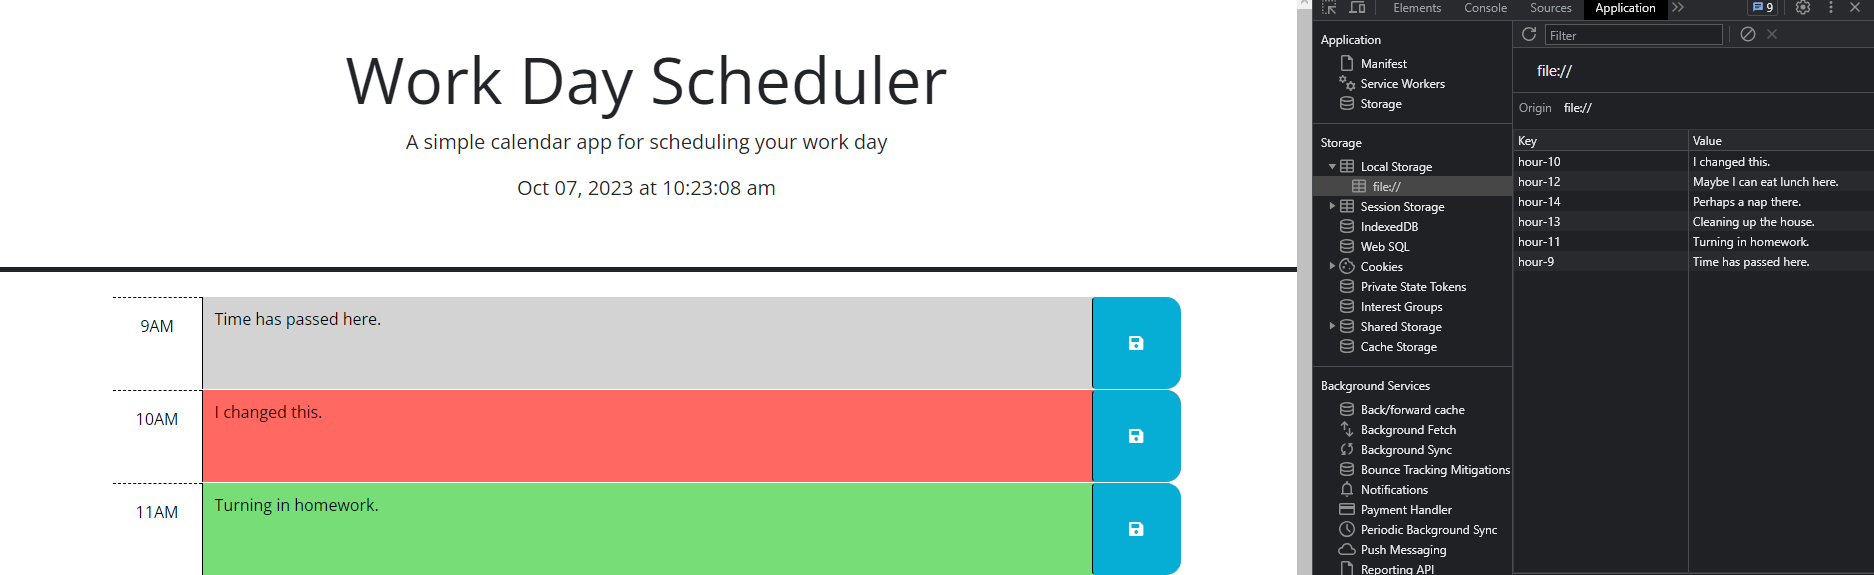 Work Day Scheduler
A simple calendar app for scheduling your work day
Oct 07, 2023 at 10:23:08 am
9AM
Time has passed here.
10AM
I changed this.
11AM
Turning in homework.
Elements Console Sources Application 9
Application
Manifest
Service Workers
Storage
Storage
Local Storage
file://
Session Storage
IndexedDB
Web SQL
Cookies
Private State Tokens
Interest Groups
Shared Storage
Cache Storage
Background Services
Back/forward cache
Background Fetch
Background Sync
Bounce Tracking Mitigations
Notifications
Payment Handler
Periodic Background Sync
Push Messaging
Reporting API
Filter
file://
Origin file://
Key Value
hour-10 I changed this.
hour-12 Maybe I can eat lunch here.
hour-14 Perhaps a nap there.
hour-13 Cleaning up the house.
hour-11 Turning in homework.
hour-9 Time has passed here.